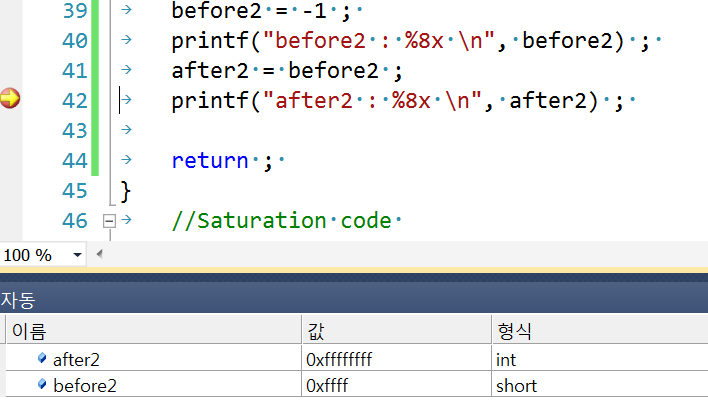 39 before2 = -1 ;
40 printf("before2 : %8x \n", before2) ;
41 after2 = before2 ;
42 printf("after2 : %8x \n", after2) ;
43
44 return ;
45 }
46 //Saturation code
100 %
자동
이름 값 형식
after2 0xffffffff int
before2 0xffff short